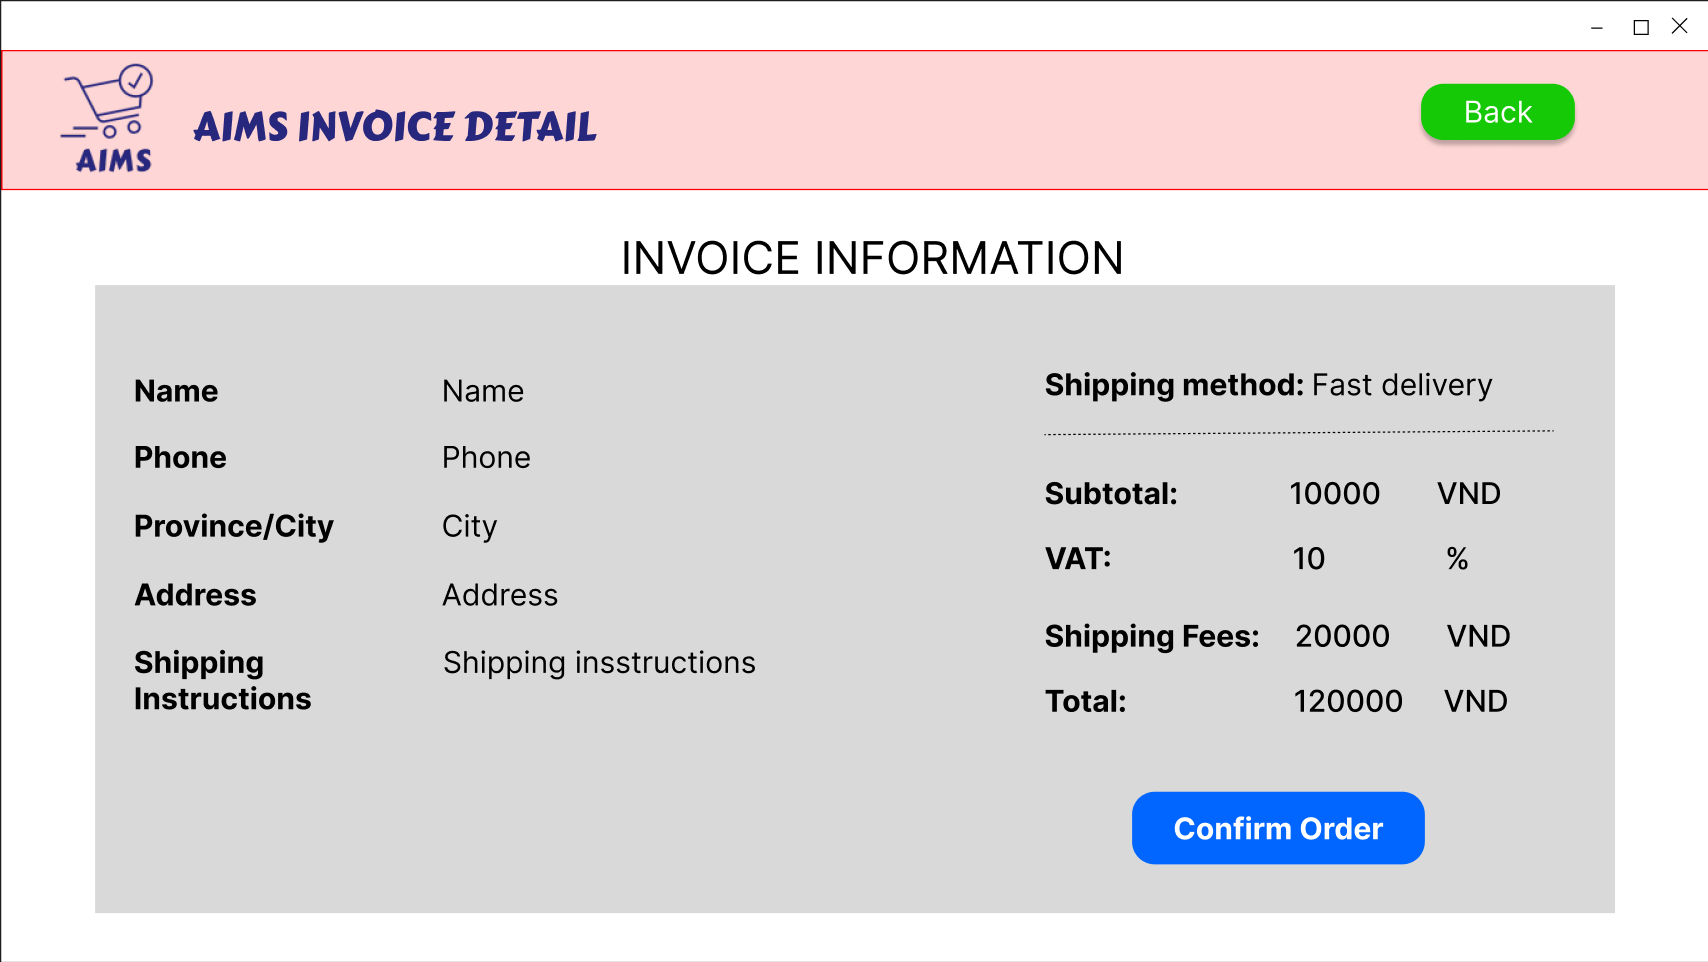 AIMS
AIMS INVOICE DETAIL
Back
INVOICE INFORMATION
Name Name
Phone Phone
Province/City City
Address Address
Shipping Shipping insstructions
Instructions
Shipping method: Fast delivery
Subtotal: 10000 VND
VAT: 10 %
Shipping Fees: 20000 VND
Total: 120000 VND
Confirm Order